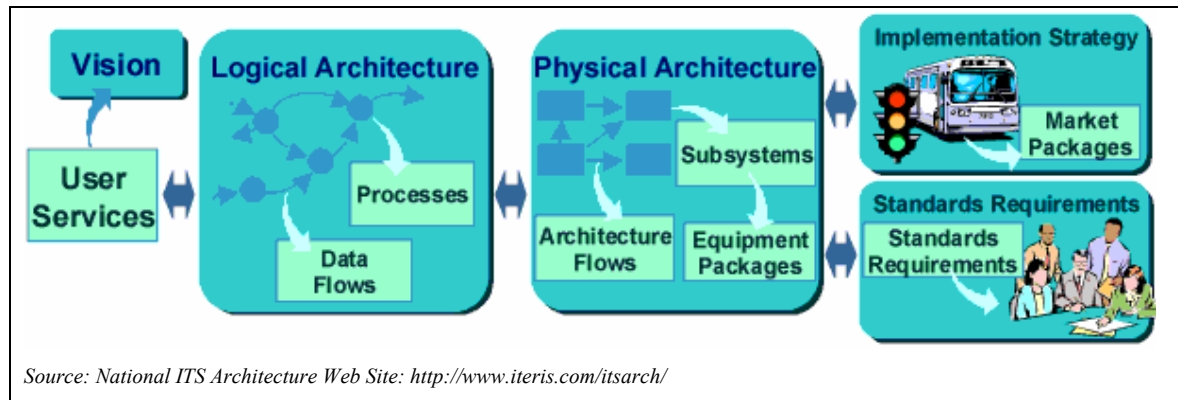 Vision
User
Services
Logical Architecture
Processes
Data
Flows
Physical Architecture
Subsystems
Architecture
Flows
Equipment
Packages
Implementation Strategy
Market
Packages
Standards Requirements
Standards
Requirements
Source: National ITS Architecture Web Site: http://www.iteris.com/itsarch/